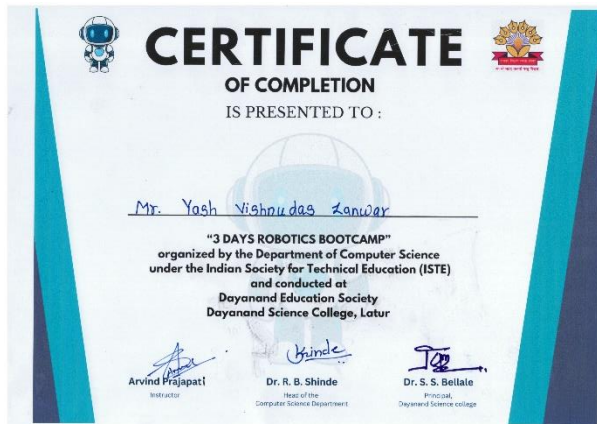 CERTIFICATE
OF COMPLETION
IS PRESENTED TO :
Mr. Yash Vishnudas Zanwar
“3 DAYS ROBOTICS BOOTCAMP”
organized by the Department of Computer Science
under the Indian Society for Technical Education (ISTE)
and conducted at
Dayanand Education Society
Dayanand Science College, Latur
Arvind Prajapati
Instructor
Dr. R. B. Shinde
Head of the
Computer Science Department
Dr. S. S. Bellale
Principal,
Dayanand Science college